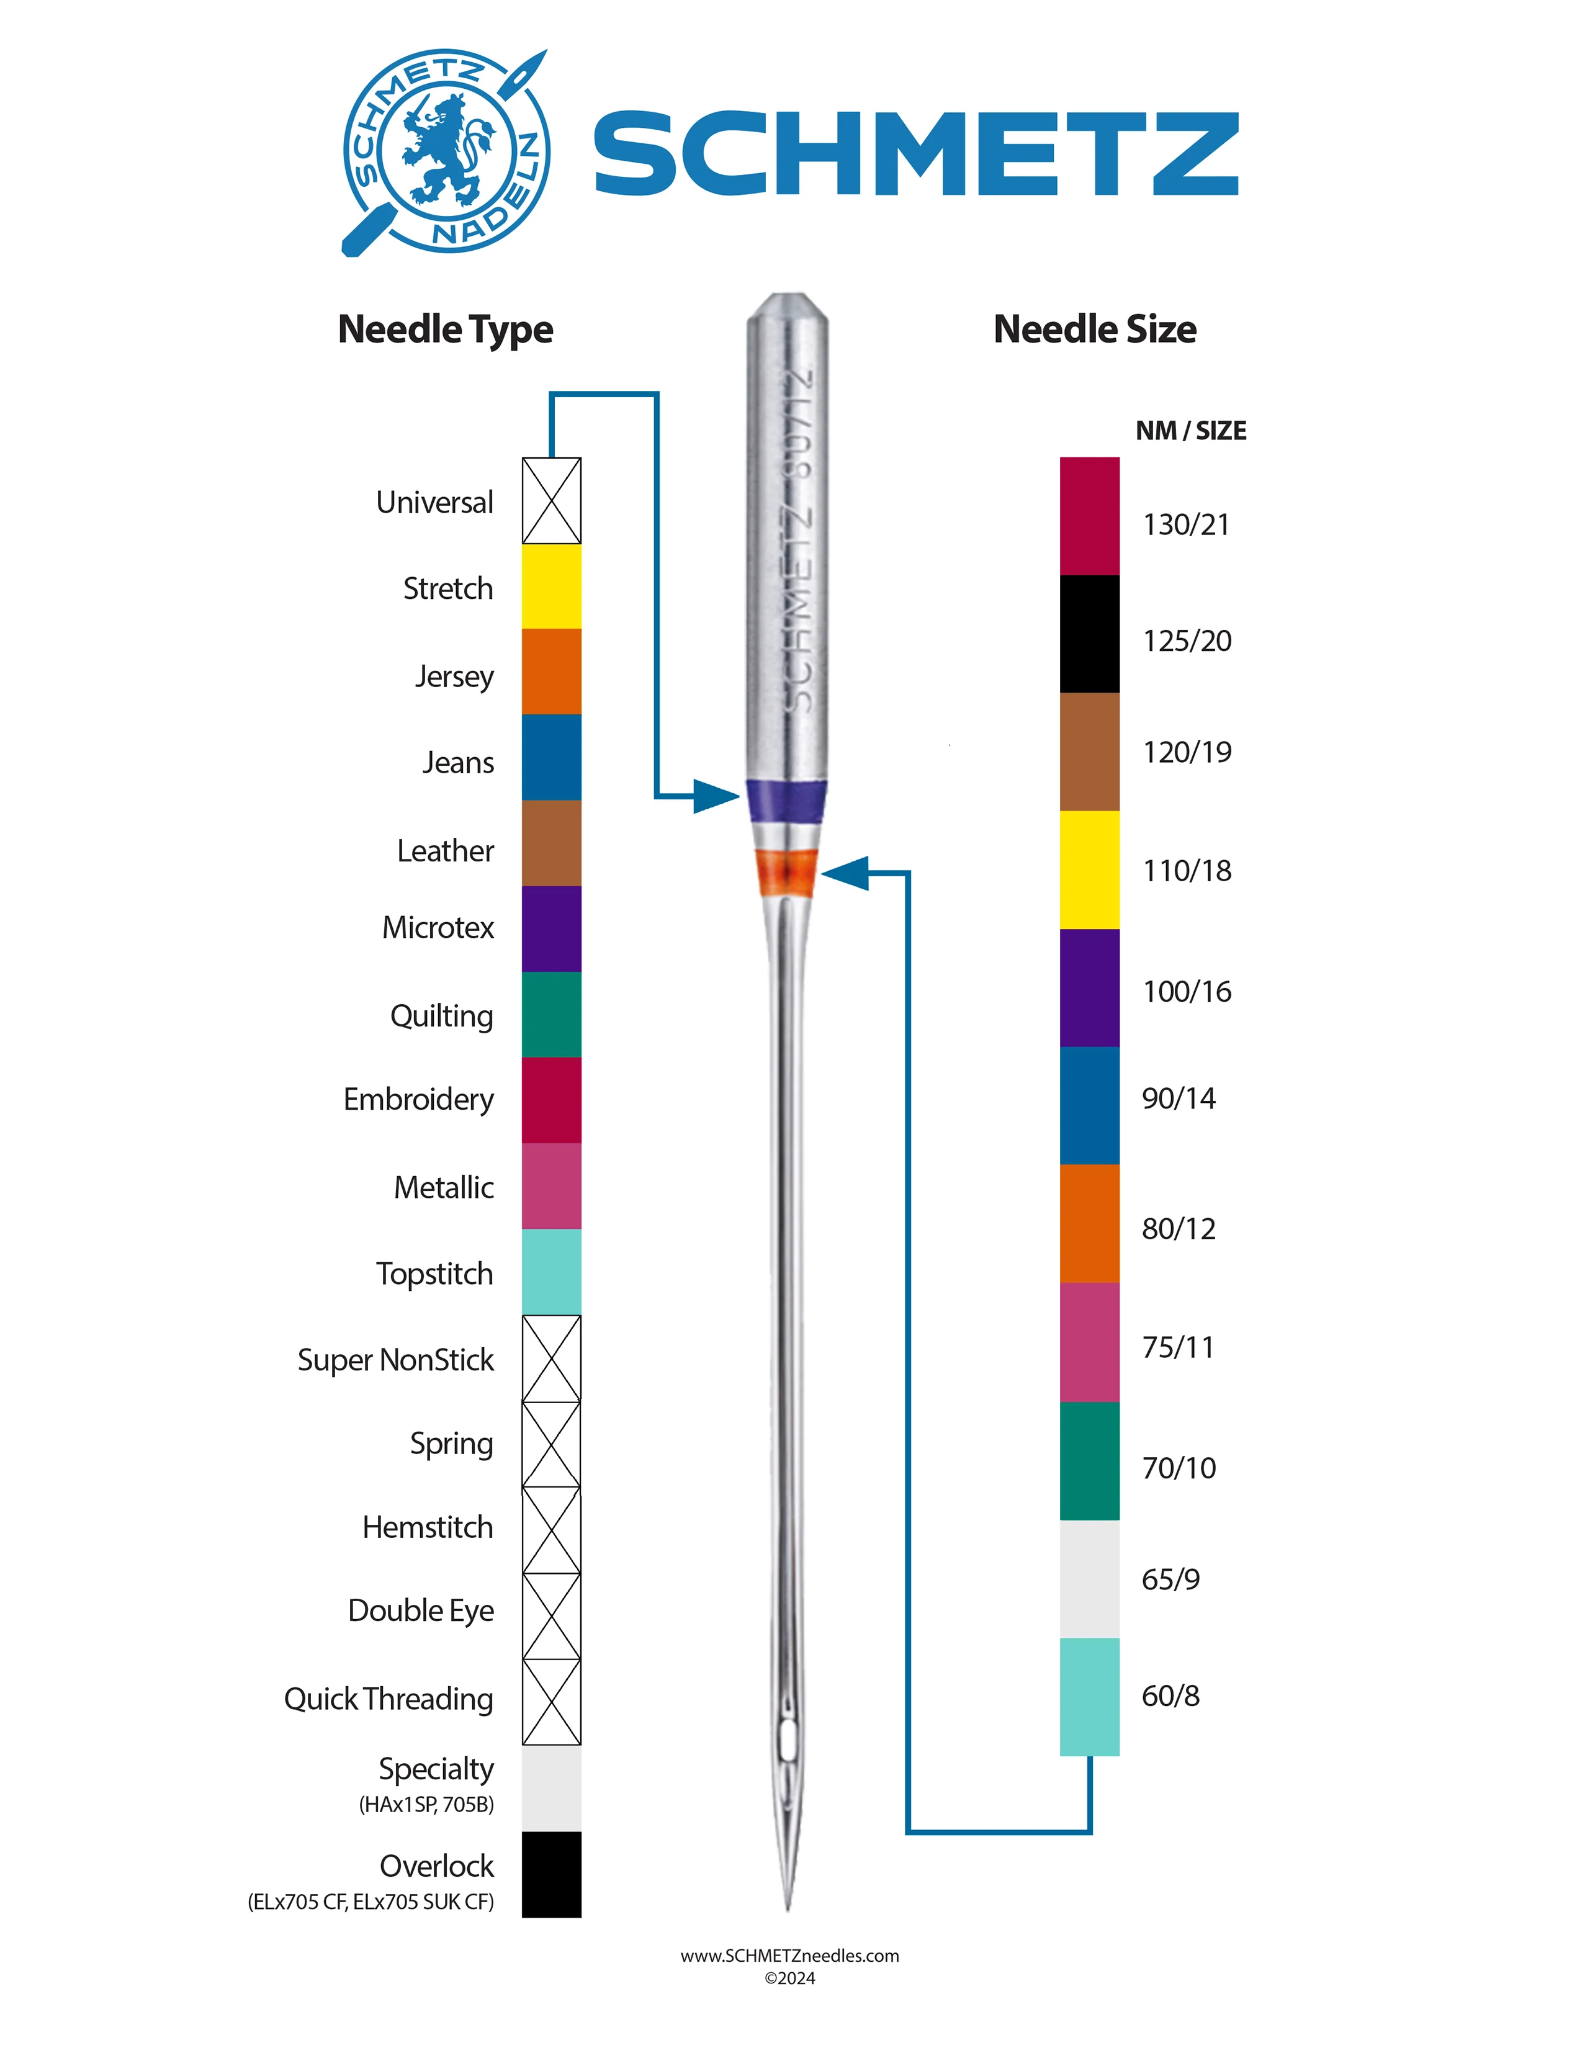 SCHMETZ
NADELN
SCHMETZ
Needle Type
Needle Size
SCHMETZ 80/12
NM / SIZE
Universal
Stretch
Jersey
Jeans
Leather
Microtex
Quilting
Embroidery
Metallic
Topstitch
Super NonStick
Spring
Hemstitch
Double Eye
Quick Threading
Specialty
(HAx1SP, 705B)
Overlock
(ELx705 CF, ELx705 SUK CF)
130/21
125/20
120/19
110/18
100/16
90/14
80/12
75/11
70/10
65/9
60/8
www.SCHMETZneedles.com
©2024